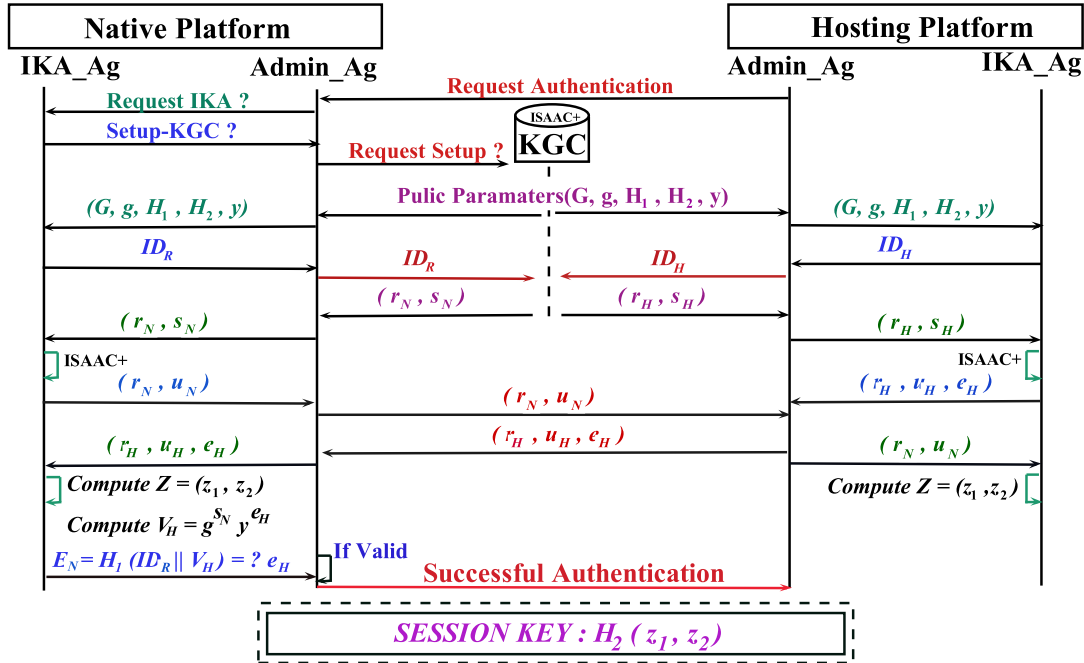 Native Platform
Hosting Platform
IKA_Ag
Admin_Ag
Admin_Ag
IKA_Ag
Request Authentication
Request IKA ?
ISAAC+
KGC
Setup-KGC ?
Request Setup ?
Pulic Paramaters(G, g, H1 , H2 , y)
(G, g, H1 , H2 , y)
(G, g, H1 , H2 , y)
IDR
IDH
IDR
IDH
( rN , sN )
( rH , sH )
( rN , sN )
( rH , sH )
ISAAC+
ISAAC+
( rN , uN )
( rH , uH , eH )
( rN , uN )
( rH , uH , eH )
( rH , uH , eH )
( rN , uN )
Compute Z = (z1 , z2 )
Compute Z = (z1 ,z2 )
Compute VH = g^sN y^eH
EN = H1 (IDR || VH ) = ? eH
If Valid
Successful Authentication
SESSION KEY : H2 ( z1 , z2 )